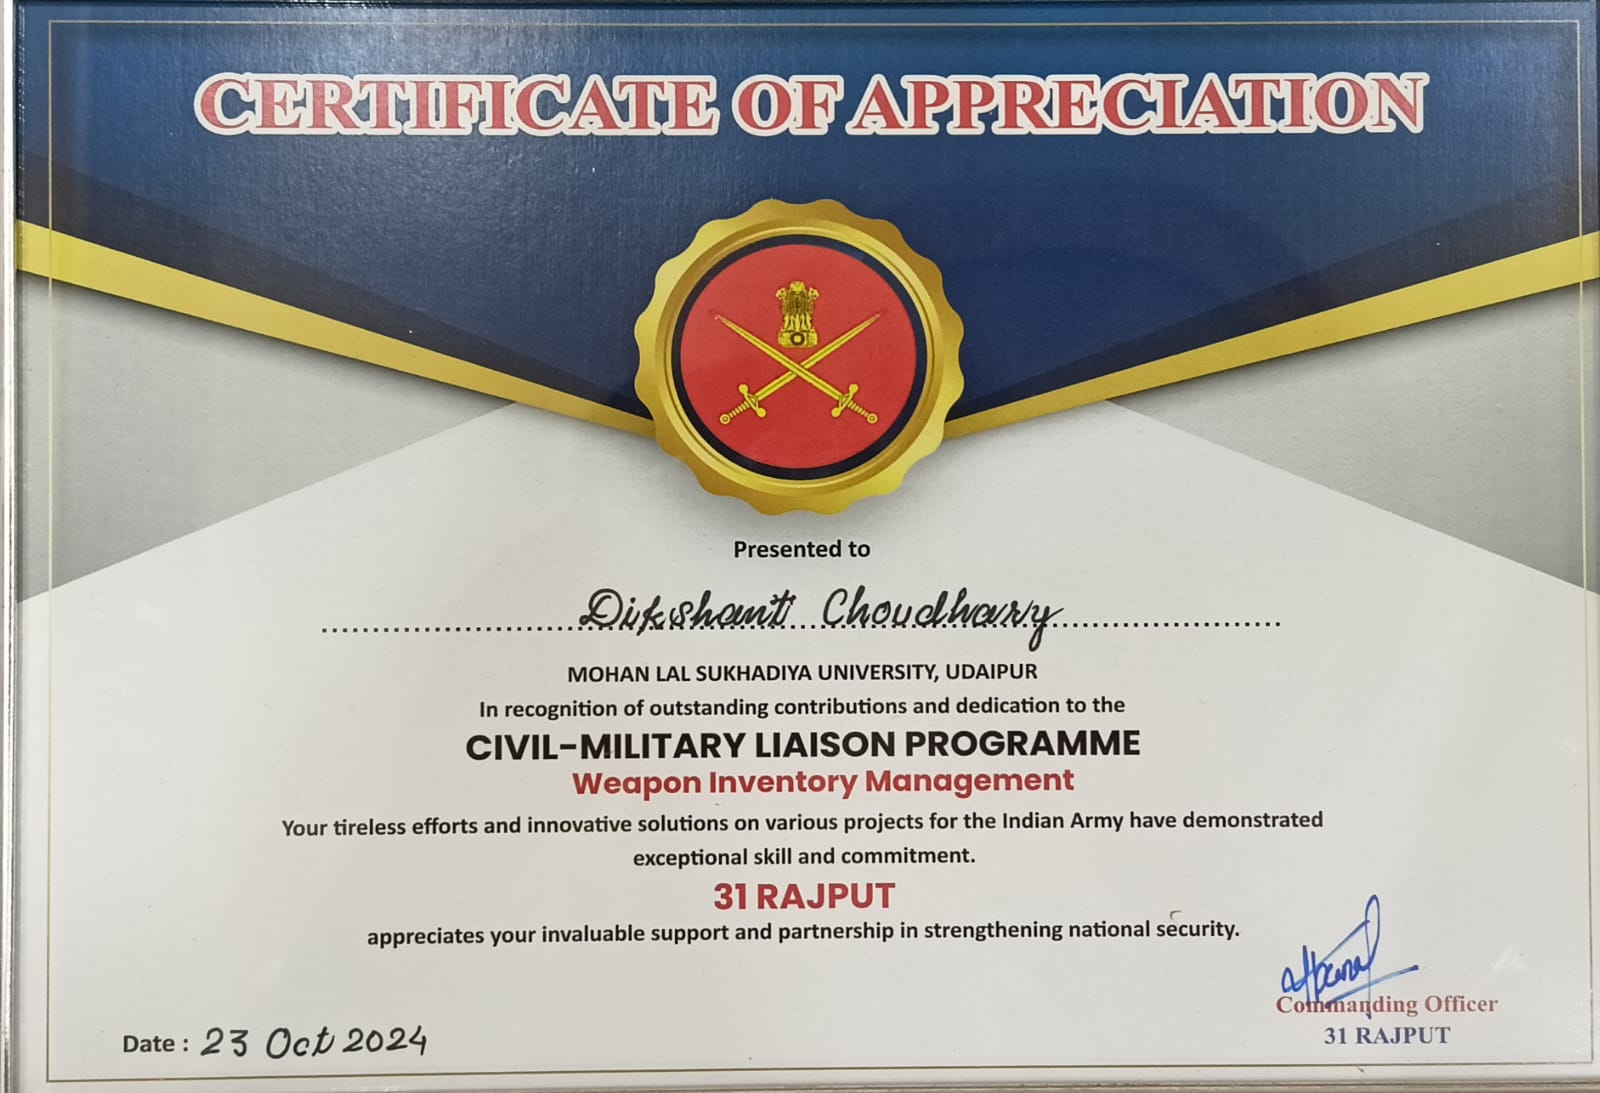 CERTIFICATE OF APPRECIATION
Presented to
Dikshant Choudhary
MOHAN LAL SUKHADIYA UNIVERSITY, UDAIPUR
In recognition of outstanding contributions and dedication to the
CIVIL-MILITARY LIAISON PROGRAMME
Weapon Inventory Management
Your tireless efforts and innovative solutions on various projects for the Indian Army have demonstrated
exceptional skill and commitment.
31 RAJPUT
appreciates your invaluable support and partnership in strengthening national security.
Commanding Officer
31 RAJPUT
Date : 23 Oct 2024